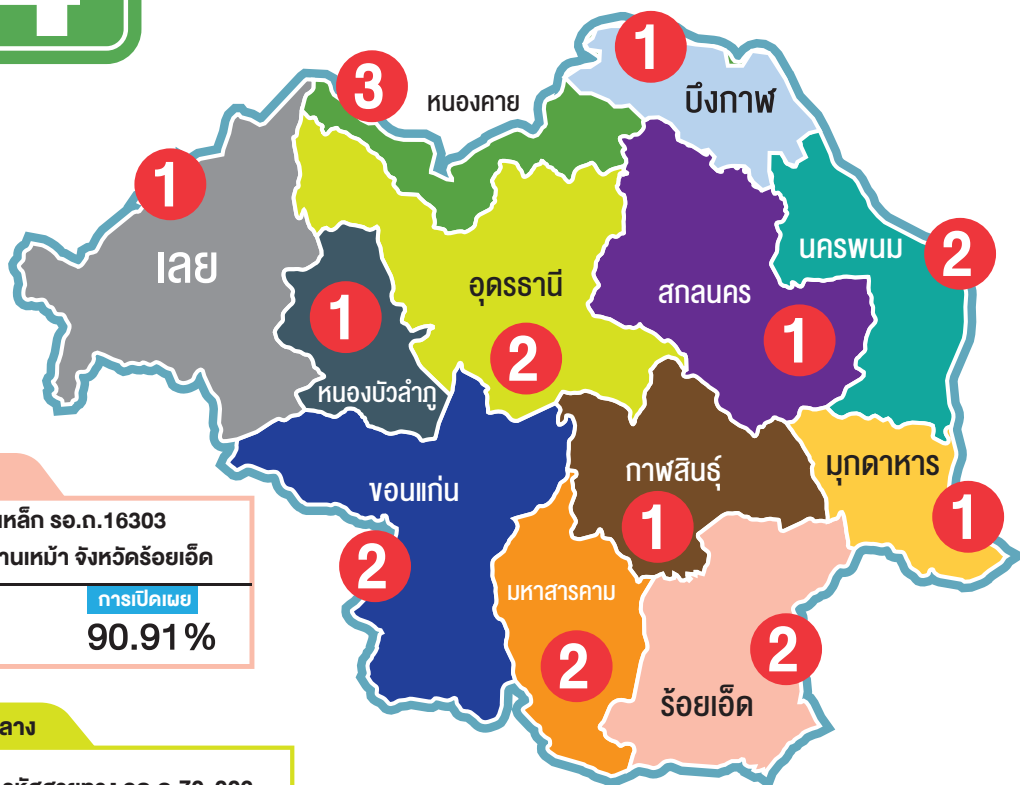 1
บึงกาฬ
3
หนองคาย
1
เลย
นครพนม
2
อุดรธานี
สกลนคร
1
1
2
หนองบัวลำภู
ขอนแก่น
กาฬสินธุ์
มุกดาหาร
1
1
2
มหาสารคาม
2
2
ร้อยเอ็ด
หล็ก รอ.ถ.16303
านเหม้า จังหวัดร้อยเอ็ด
การเปิดเผย
90.91%
ลาง